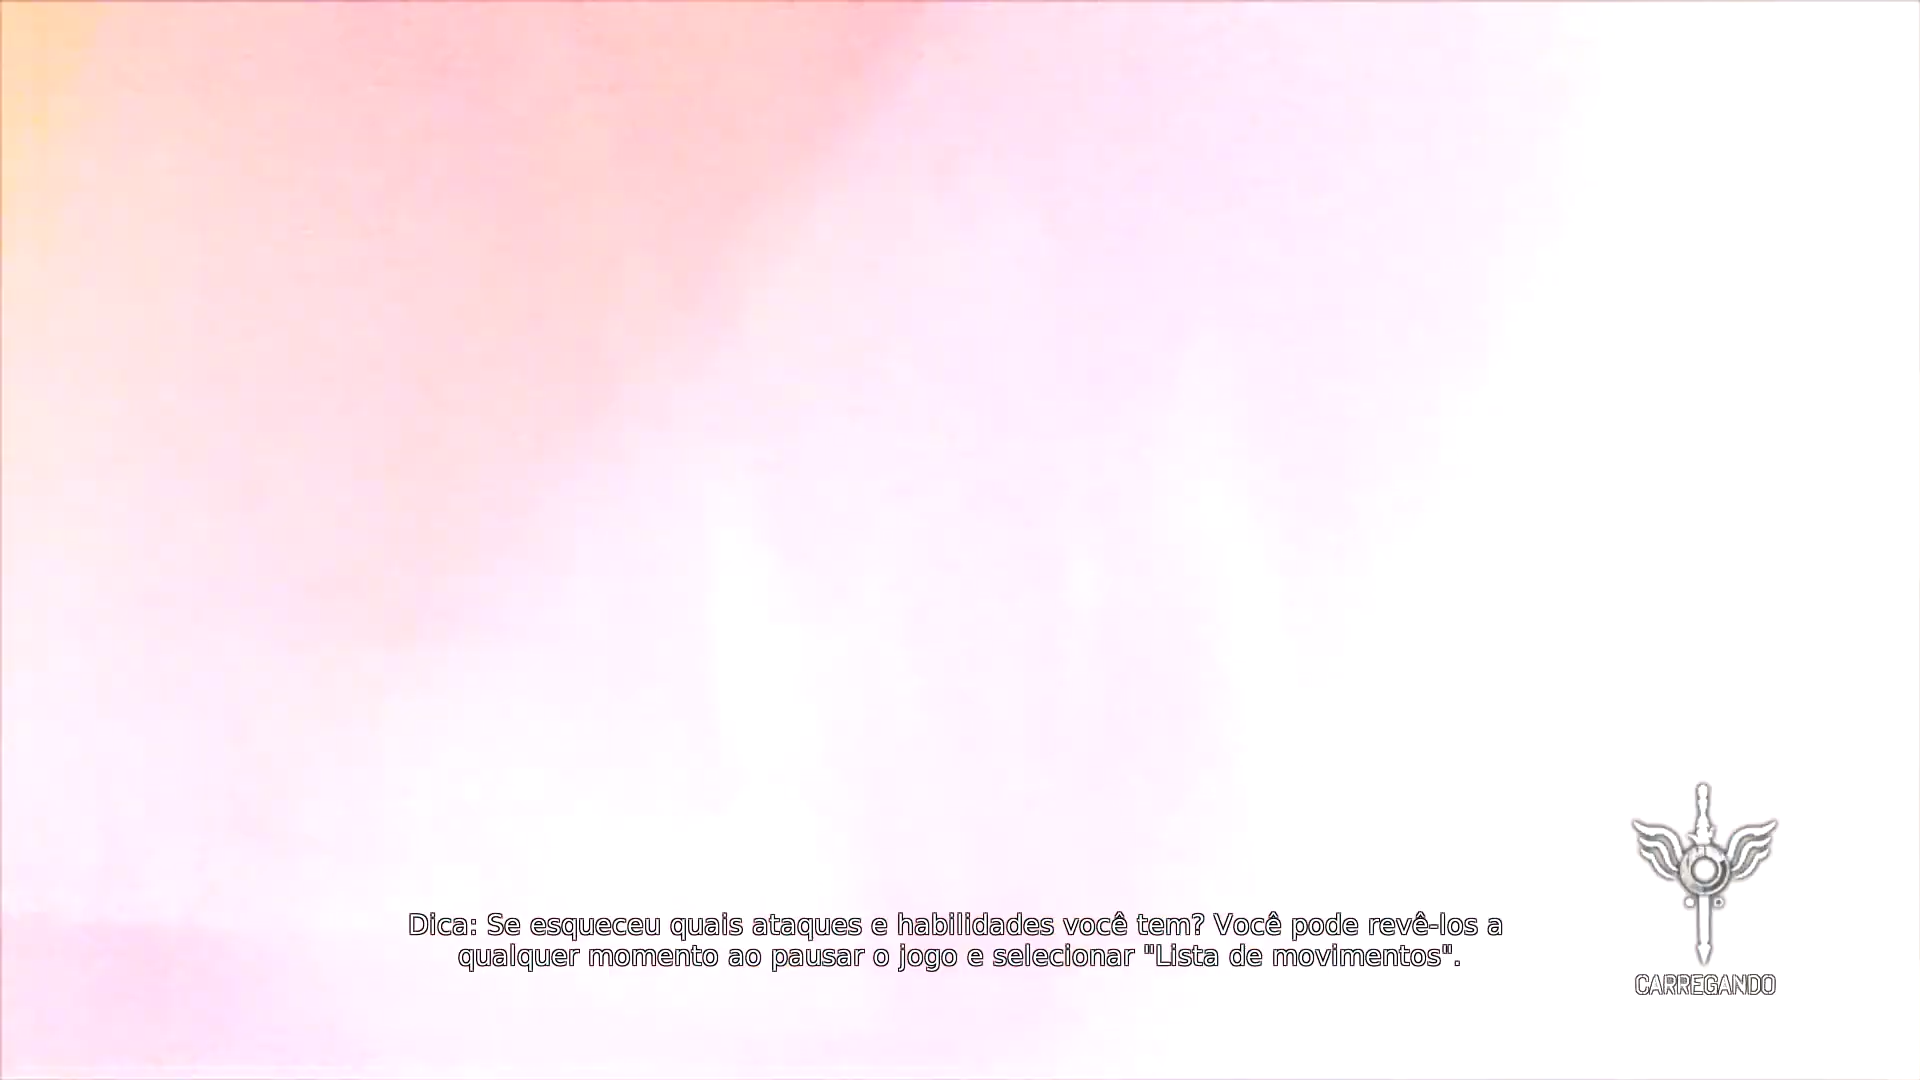 Dica: Se esqueceu quais ataques e habilidades você tem? Você pode revê-los a
qualquer momento ao pausar o jogo e selecionar "Lista de movimentos".
CARREGANDO